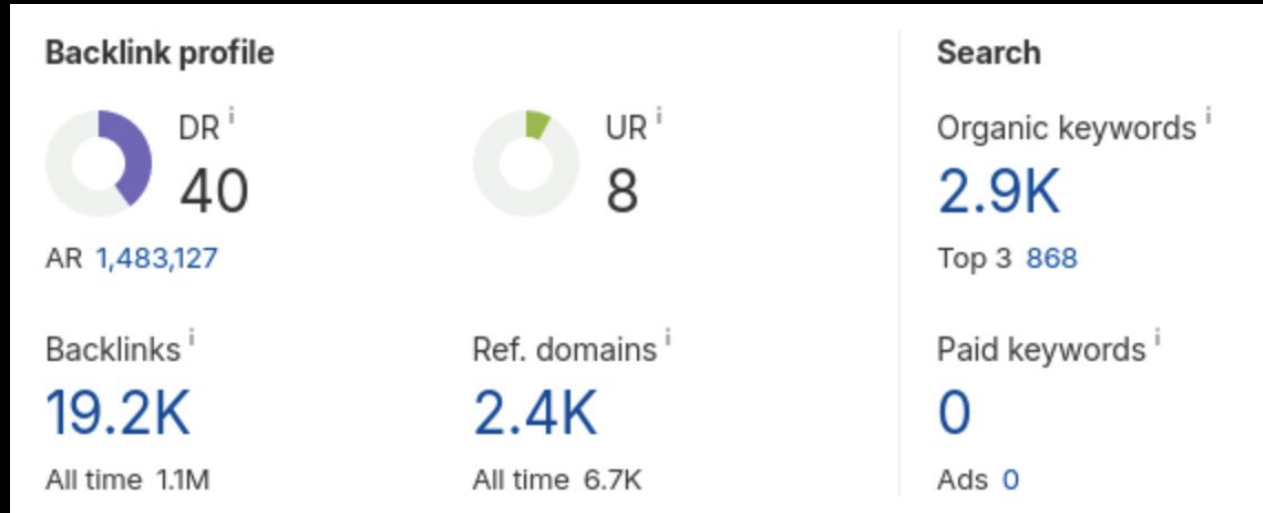 Backlink profile
DR i
40
AR 1,483,127
UR i
8
Backlinks i
19.2K
All time 1.1M
Ref. domains i
2.4K
All time 6.7K
Search
Organic keywords i
2.9K
Top 3 868
Paid keywords i
0
Ads 0